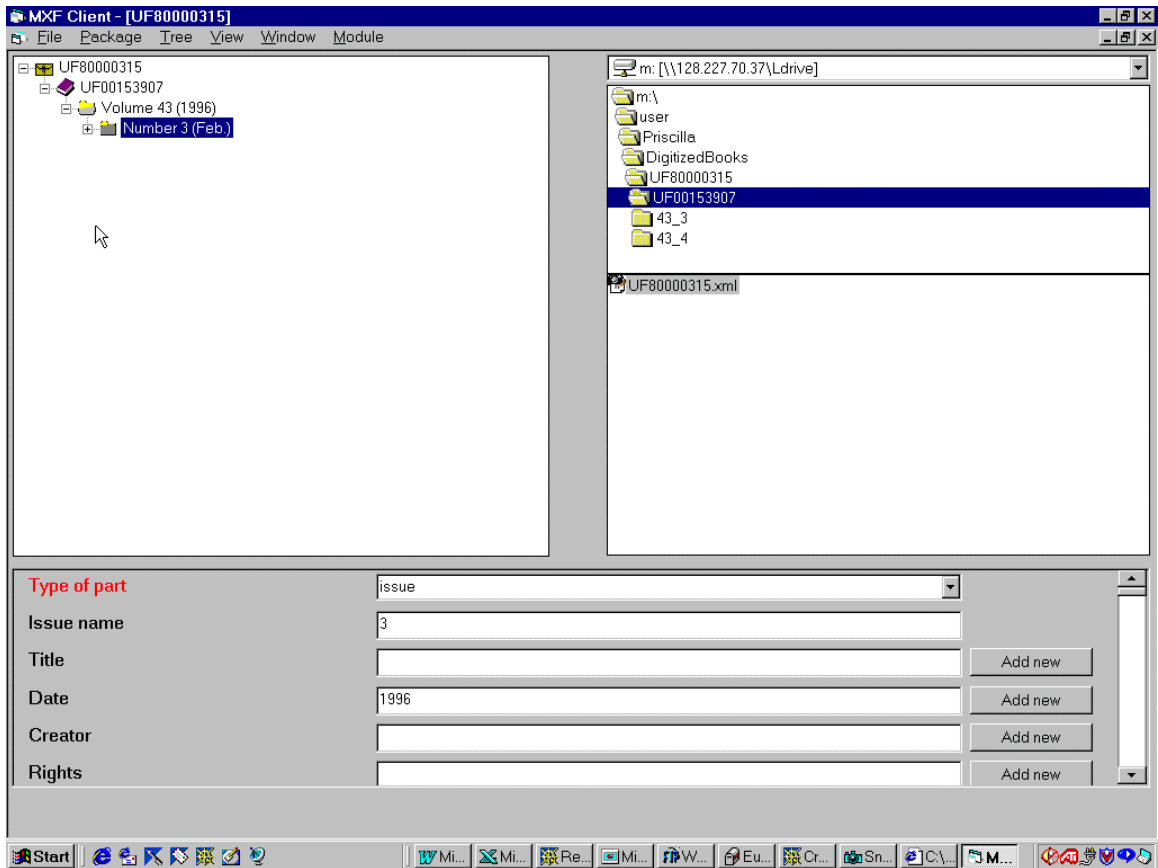 MXF Client - [UF80000315]
File Package Tree View Window Module
UF80000315
UF00153907
Volume 43 (1996)
Number 3 (Feb.)
m: [\\128.227.70.37\Ldrive]
m:\
user
Priscilla
DigitizedBooks
UF80000315
UF00153907
43_3
43_4
UF80000315.xml
Type of part issue
Issue name 3
Title Add new
Date 1996 Add new
Creator Add new
Rights Add new
Start Mi... Mi... Re... Mi... W... Eu... Cr... Sn... C:\... M...